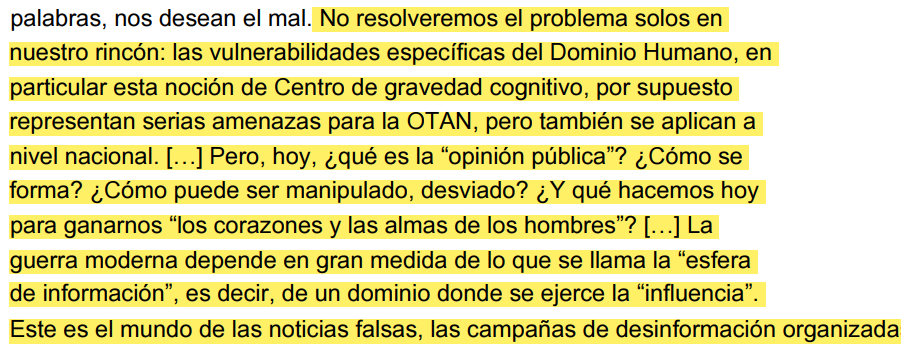 palabras, nos desean el mal. No resolveremos el problema solos en
nuestro rincón: las vulnerabilidades específicas del Dominio Humano, en
particular esta noción de Centro de gravedad cognitivo, por supuesto
representan serias amenazas para la OTAN, pero también se aplican a
nivel nacional. […] Pero, hoy, ¿qué es la “opinión pública”? ¿Cómo se
forma? ¿Cómo puede ser manipulado, desviado? ¿Y qué hacemos hoy
para ganarnos “los corazones y las almas de los hombres”? […] La
guerra moderna depende en gran medida de lo que se llama la “esfera
de información”, es decir, de un dominio donde se ejerce la “influencia”.
Este es el mundo de las noticias falsas, las campañas de desinformación organizada